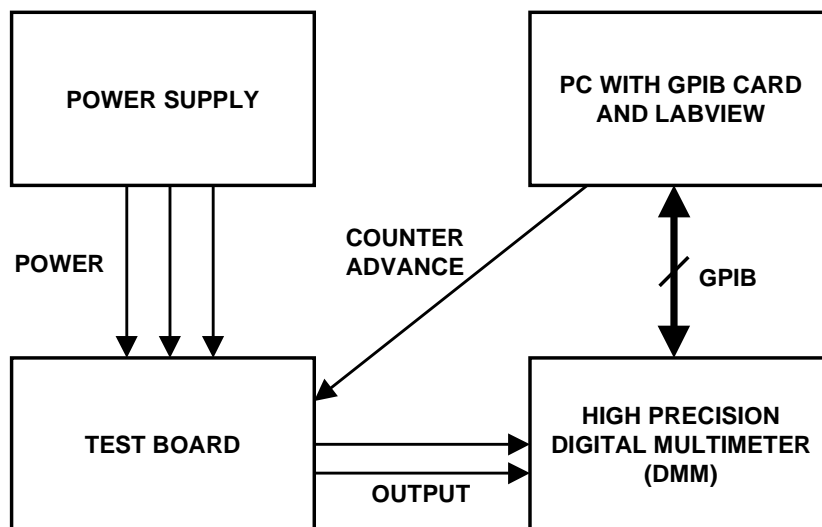 POWER SUPPLY
PC WITH GPIB CARD
AND LABVIEW
POWER
COUNTER
ADVANCE
GPIB
TEST BOARD
OUTPUT
HIGH PRECISION
DIGITAL MULTIMETER
(DMM)